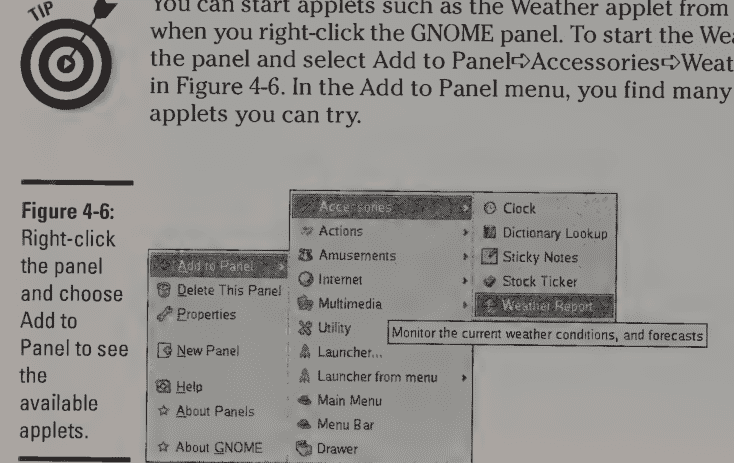 TIP
You can start applets such as the Weather applet from
when you right-click the GNOME panel. To start the Wea
the panel and select Add to Panel➪Accessories➪Weat
in Figure 4-6. In the Add to Panel menu, you find many
applets you can try.
Figure 4-6:
Right-click
the panel
and choose
Add to
Panel to see
the
available
applets.
Add to Panel
Delete This Panel
Properties
New Panel
Help
About Panels
About GNOME
Accessories
Actions
Amusements
Internet
Multimedia
Utility
Launcher...
Launcher from menu
Main Menu
Menu Bar
Drawer
Clock
Dictionary Lookup
Sticky Notes
Stock Ticker
Weather Report
Monitor the current weather conditions, and forecasts